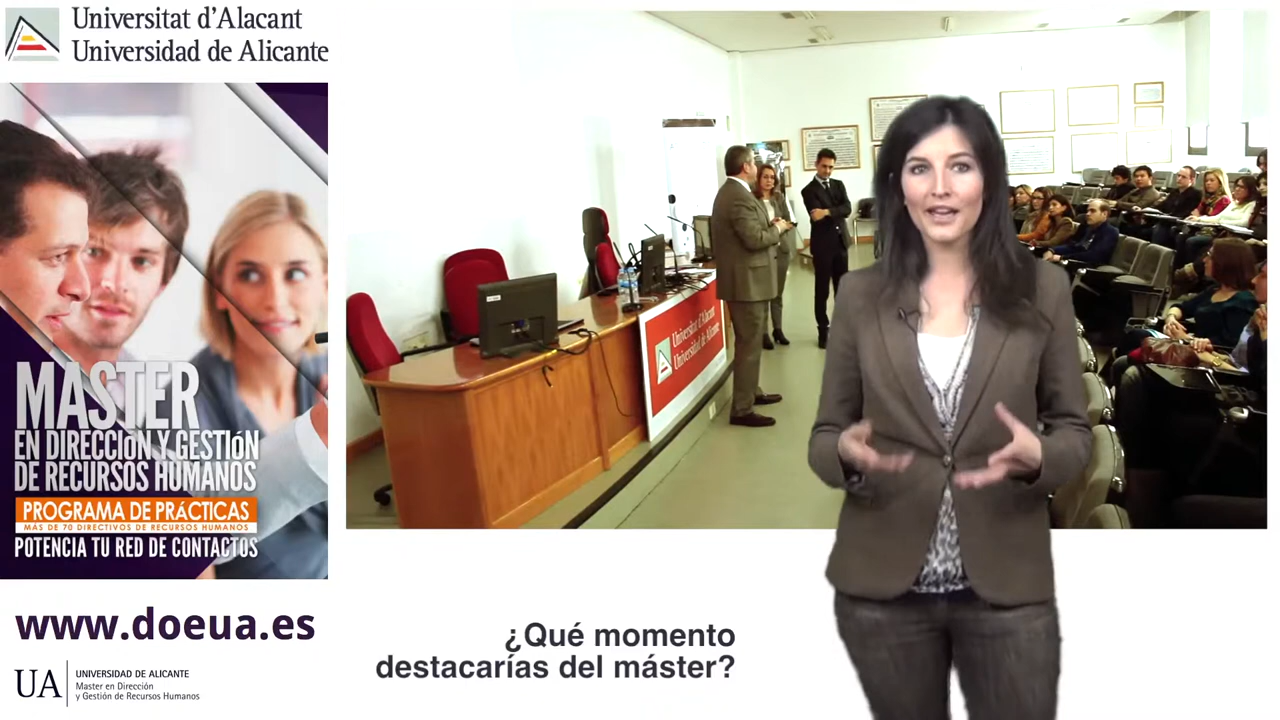 Universitat d'Alacant
Universidad de Alicante
MASTER
EN DIRECCIóN Y GESTIóN
DE RECURSOS HUMANOS
PROGRAMA DE PRáCTICAS
MÁS DE 70 DIRECTIVOS DE RECURSOS HUMANOS
POTENCIA TU RED DE CONTACTOS
www.doeua.es
UA
UNIVERSIDAD DE ALICANTE
Master en Dirección
y Gestión de Recursos Humanos
Universitat d'Alacant
Universidad de Alicante
¿Qué momento
destacarías del máster?